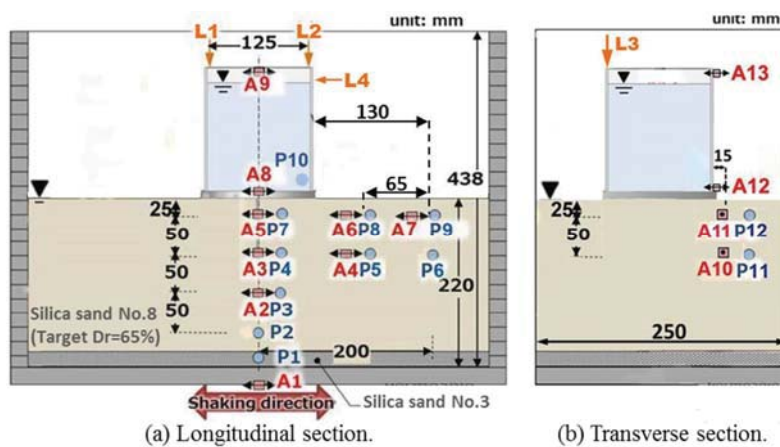 unit: mm
L1 L2
125
L4
A9
130
P10
A8
65
438
25
50
50
50
A5 P7 A6 P8 A7 P9
A3 P4 A4 P5 P6
A2 P3
P2
P1
A1
220
Silica sand No.8
(Target Dr=65%)
200
Silica sand No.3
Shaking direction
(a) Longitudinal section.
unit: mm
L3
A13
15
A12
25
50
A11 P12
A10 P11
250
(b) Transverse section.